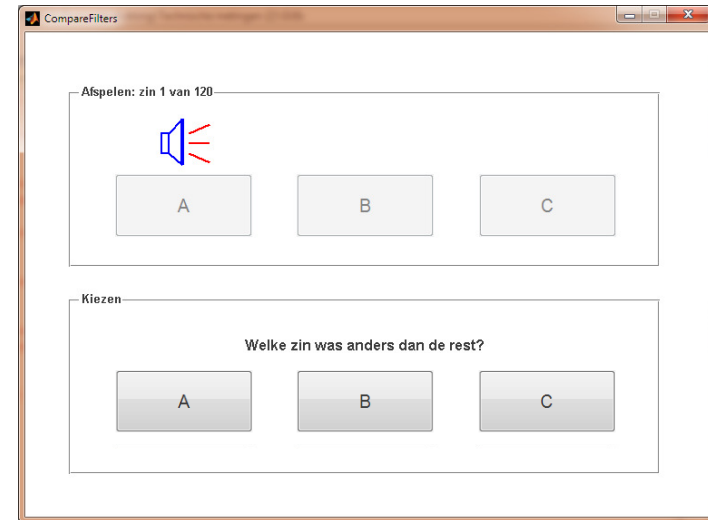 CompareFilters
Afspelen: zin 1 van 120
A B C
Kiezen
Welke zin was anders dan de rest?
A B C